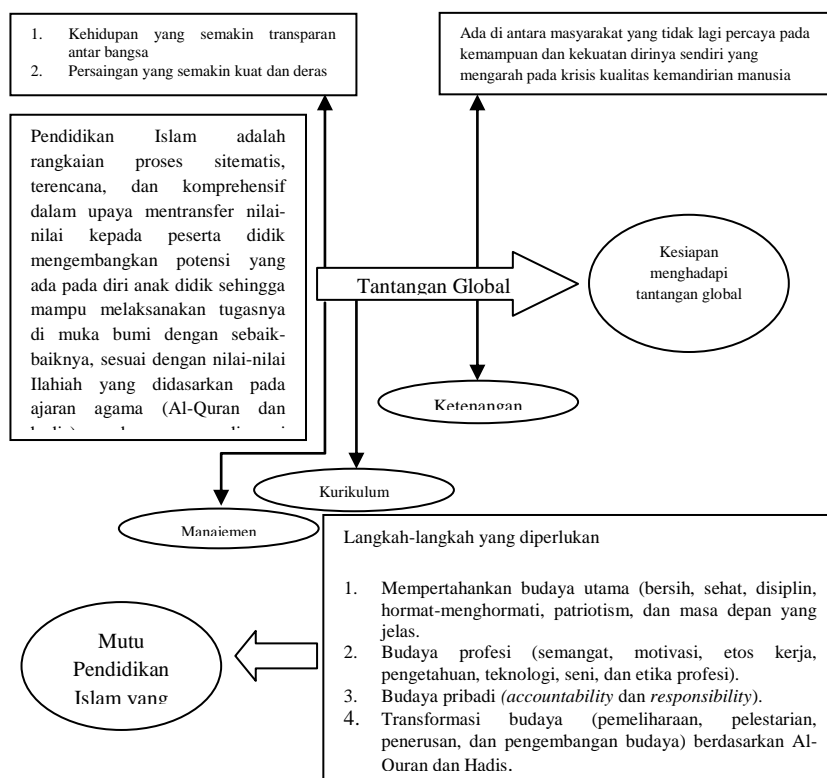 1. Kehidupan yang semakin transparan
antar bangsa
2. Persaingan yang semakin kuat dan deras
Ada di antara masyarakat yang tidak lagi percaya pada
kemampuan dan kekuatan dirinya sendiri yang
mengarah pada krisis kualitas kemandirian manusia
Pendidikan Islam adalah
rangkaian proses sitematis,
terencana, dan komprehensif
dalam upaya mentransfer nilai-
nilai kepada peserta didik
mengembangkan potensi yang
ada pada diri anak didik sehingga
mampu melaksanakan tugasnya
di muka bumi dengan sebaik-
baiknya, sesuai dengan nilai-nilai
Ilahiah yang didasarkan pada
ajaran agama (Al-Quran dan
Tantangan Global
Kesiapan
menghadapi
tantangan global
Ketenangan
Kurikulum
Manajemen
Langkah-langkah yang diperlukan
1. Mempertahankan budaya utama (bersih, sehat, disiplin,
hormat-menghormati, patriotism, dan masa depan yang
jelas.
2. Budaya profesi (semangat, motivasi, etos kerja,
pengetahuan, teknologi, seni, dan etika profesi).
3. Budaya pribadi (accountability dan responsibility).
4. Transformasi budaya (pemeliharaan, pelestarian,
penerusan, dan pengembangan budaya) berdasarkan Al-
Quran dan Hadis.
Mutu
Pendidikan
Islam yang